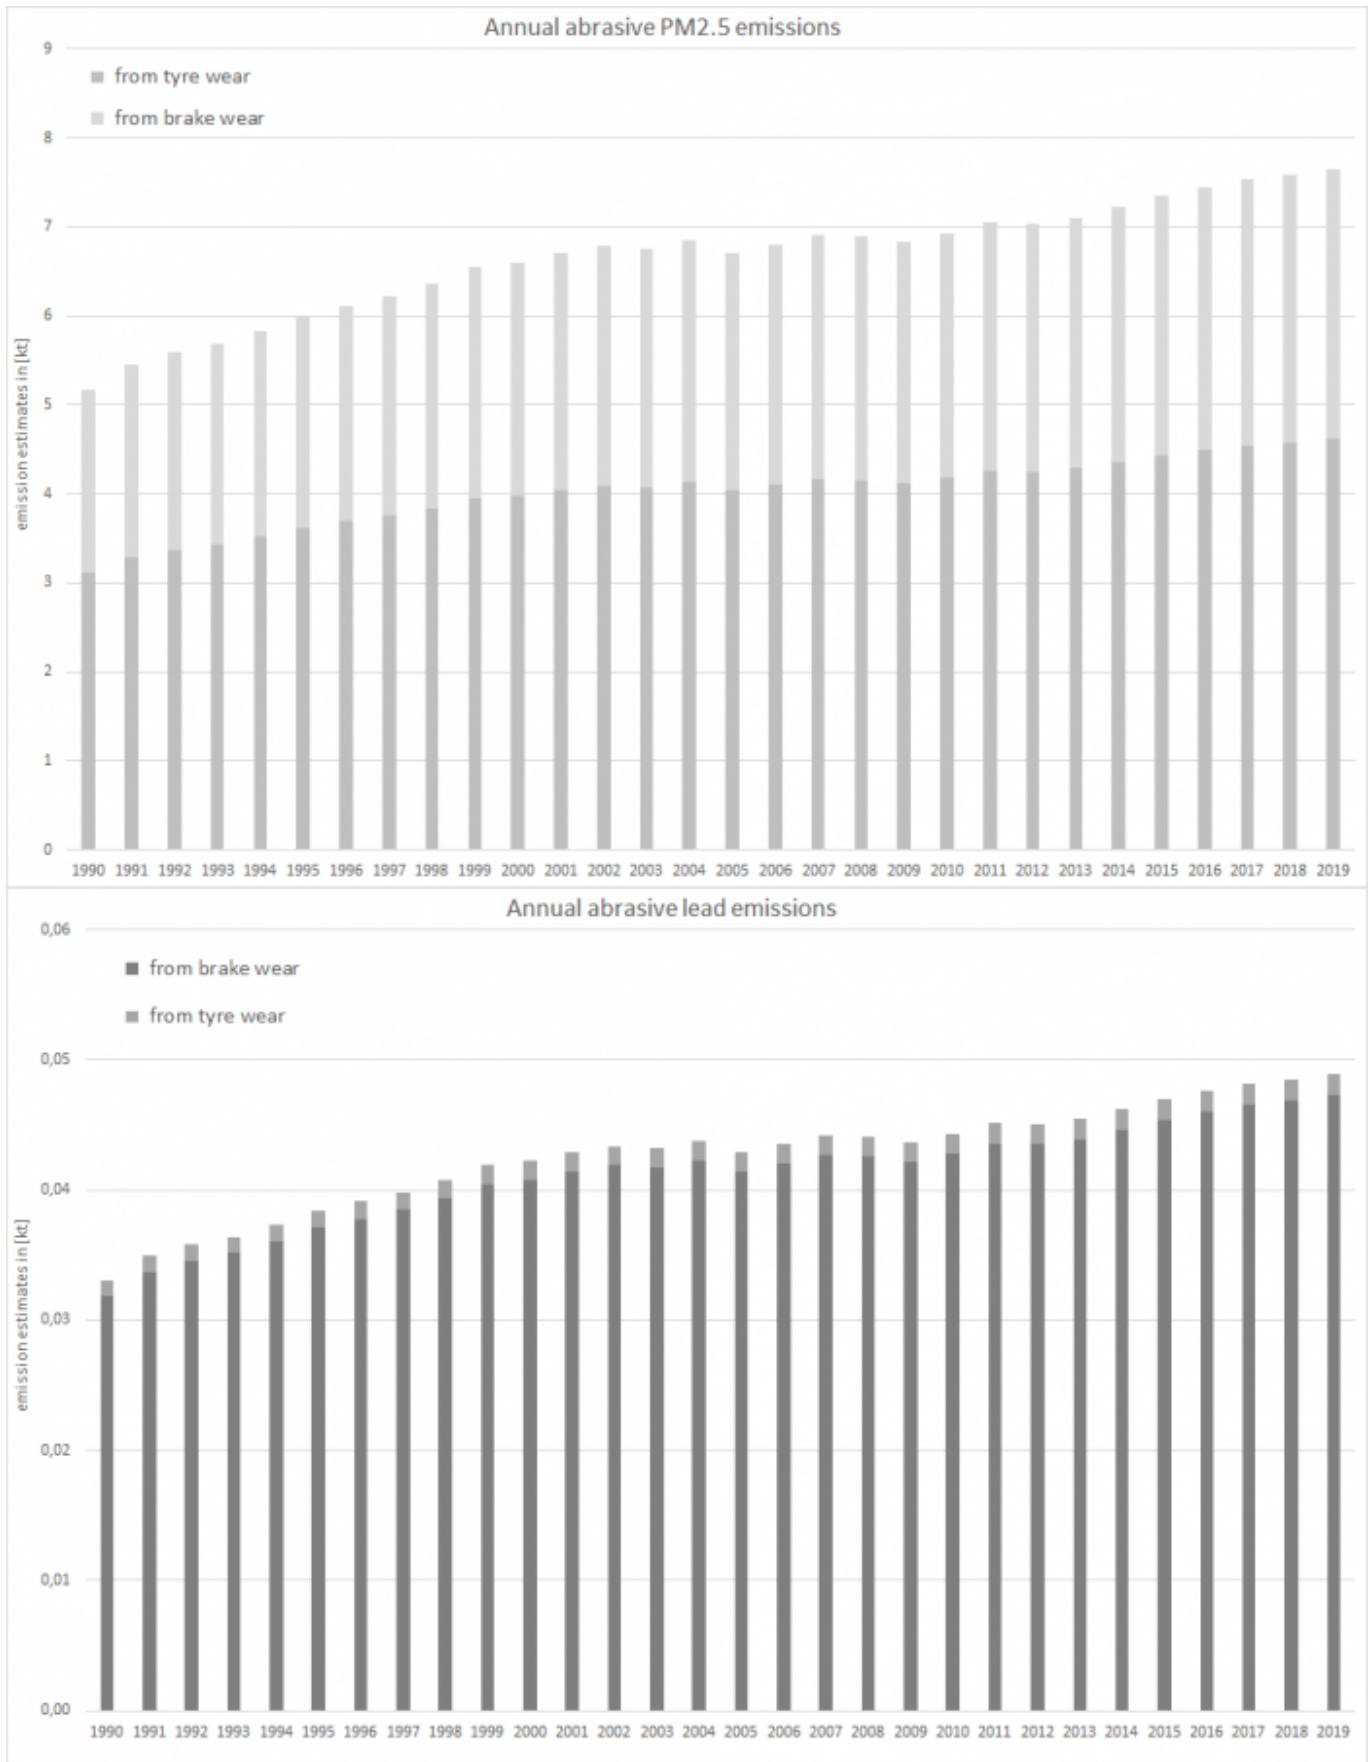 Annual abrasive PM2.5 emissions
from tyre wear
from brake wear
emission estimates in [kt]
9
8
7
6
5
4
3
2
1
0
1990 1991 1992 1993 1994 1995 1996 1997 1998 1999 2000 2001 2002 2003 2004 2005 2006 2007 2008 2009 2010 2011 2012 2013 2014 2015 2016 2017 2018 2019
Annual abrasive lead emissions
from brake wear
from tyre wear
emission estimates in [kt]
0,06
0,05
0,04
0,03
0,02
0,01
0,00
1990 1991 1992 1993 1994 1995 1996 1997 1998 1999 2000 2001 2002 2003 2004 2005 2006 2007 2008 2009 2010 2011 2012 2013 2014 2015 2016 2017 2018 2019